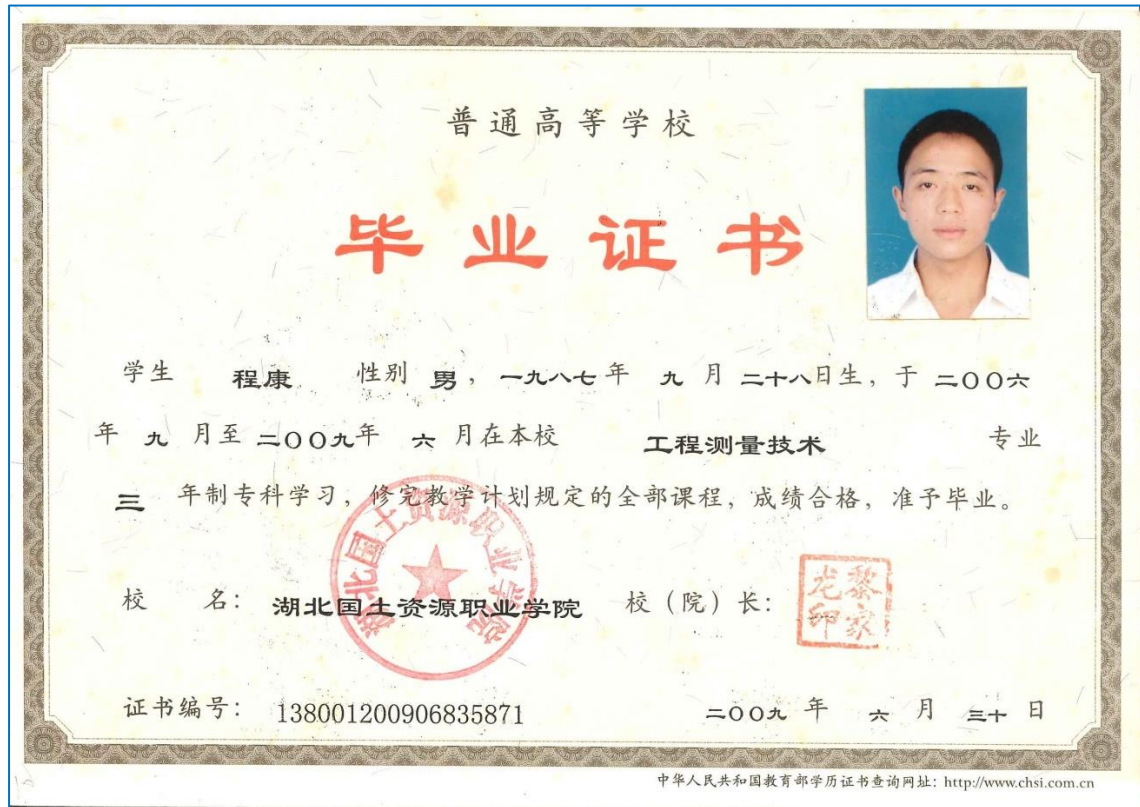 普通高等学校
毕业证书
学生 程康 性别 男，一九八七年 九 月 二十八日生，于 二〇〇六
年 九 月至 二〇〇九年 六 月在本校 工程测量技术 专业
三 年制专科学习，修完教学计划规定的全部课程，成绩合格，准予毕业。
湖北国土资源职业学院
校 名：湖北国土资源职业学院 校（院）长：
黎家龙印
证书编号：138001200906835871 二〇〇九 年 六 月 三十 日
中华人民共和国教育部学历证书查询网址：http://www.chsi.com.cn